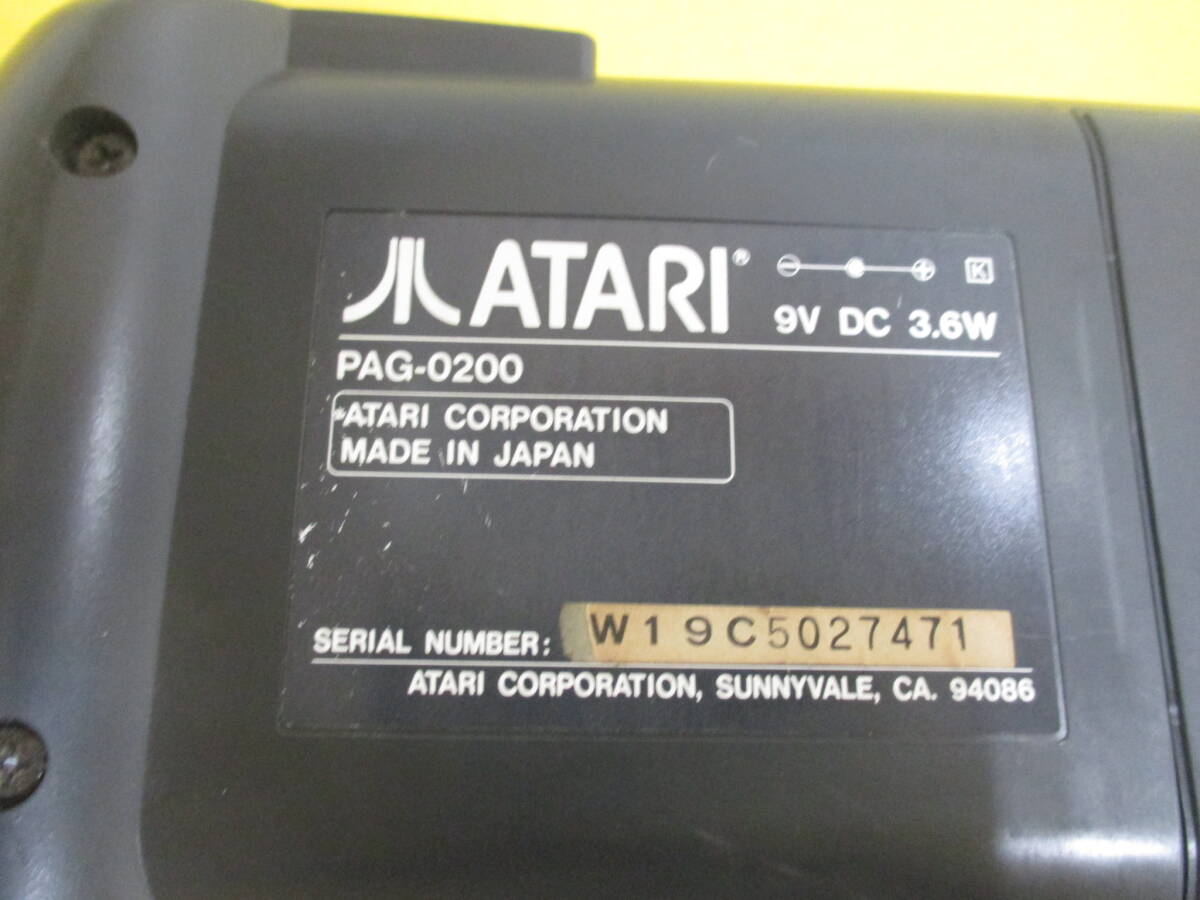 ATARI®
K
9V DC 3.6W
PAG-0200
*ATARI CORPORATION
MADE IN JAPAN
SERIAL NUMBER: W19C5027471
ATARI CORPORATION, SUNNYVALE, CA. 94086